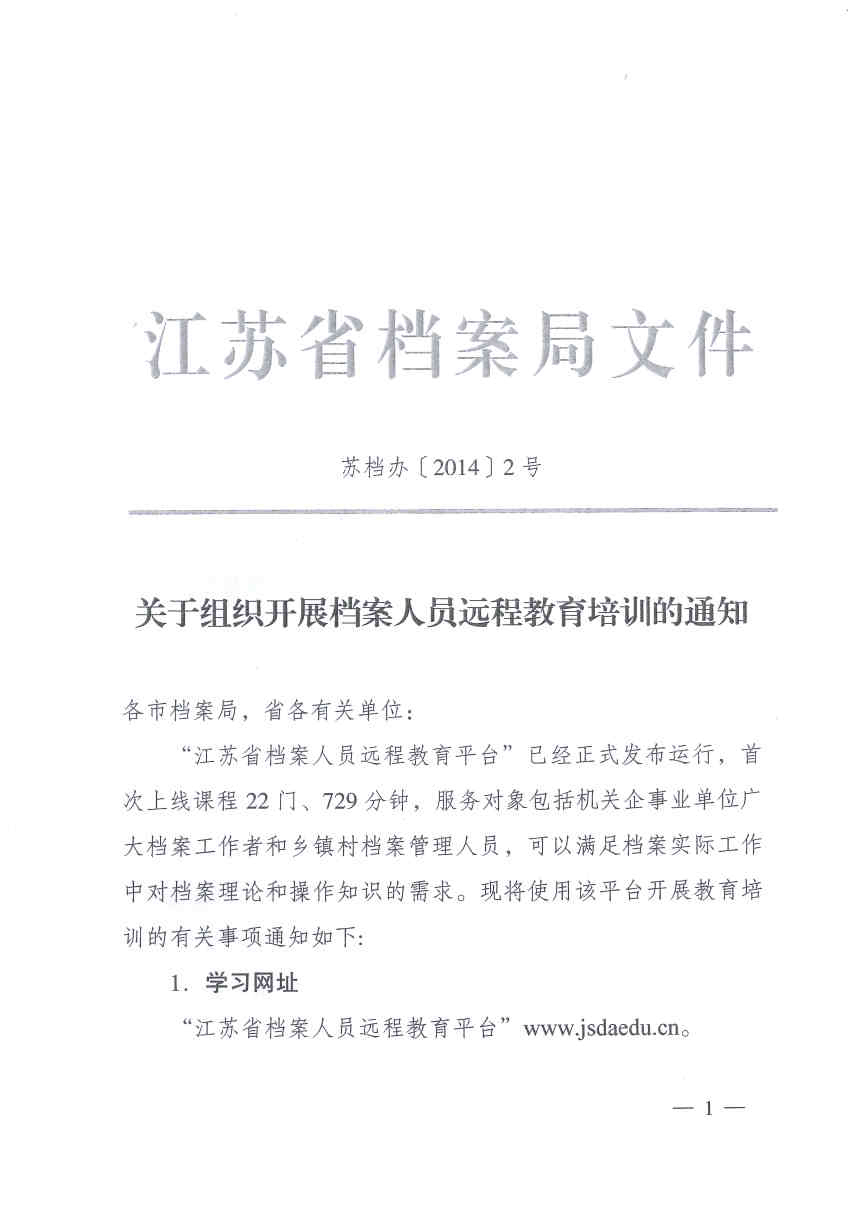 江苏省档案局文件
苏档办〔2014〕2号
关于组织开展档案人员远程教育培训的通知
各市档案局，省各有关单位：
“江苏省档案人员远程教育平台”已经正式发布运行，首
次上线课程 22 门、729 分钟，服务对象包括机关企事业单位广
大档案工作者和乡镇村档案管理人员，可以满足档案实际工作
中对档案理论和操作知识的需求。现将使用该平台开展教育培
训的有关事项通知如下：
1．学习网址
“江苏省档案人员远程教育平台”www.jsdaedu.cn。
— 1 —